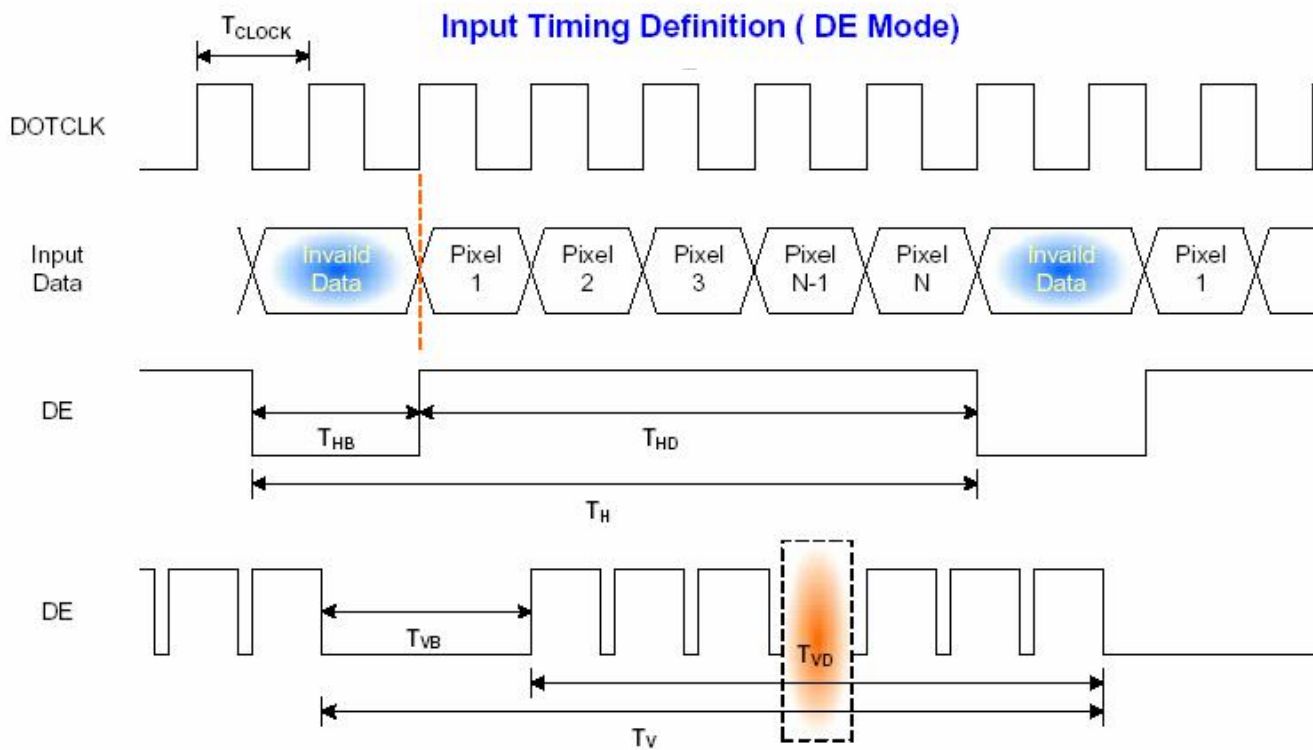 Input Timing Definition ( DE Mode)
TCLOCK
DOTCLK
Input
Data
Invaild
Data
Pixel
1
Pixel
2
Pixel
3
Pixel
N-1
Pixel
N
Invaild
Data
Pixel
1
DE
THB
THD
TH
DE
TVB
TVD
TV